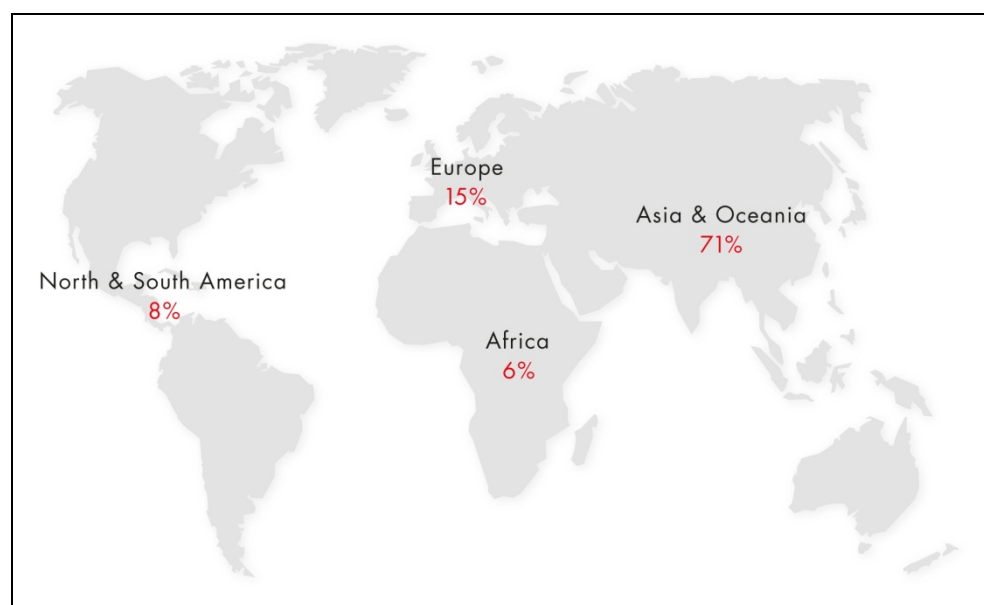 Europe
15%
Asia & Oceania
71%
North & South America
8%
Africa
6%